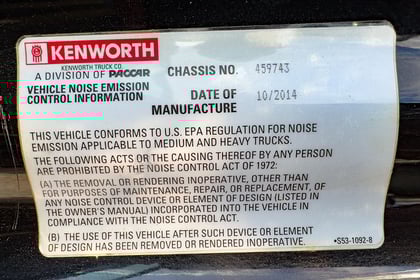 KENWORTH
KENWORTH TRUCK CO.
A DIVISION OF PACCAR
CHASSIS NO. 459743
VEHICLE NOISE EMISSION
CONTROL INFORMATION
DATE OF 10/2014
MANUFACTURE
THIS VEHICLE CONFORMS TO U.S. EPA REGULATION FOR NOISE
EMISSION APPLICABLE TO MEDIUM AND HEAVY TRUCKS.
THE FOLLOWING ACTS OR THE CAUSING THEREOF BY ANY PERSON
ARE PROHIBITED BY THE NOISE CONTROL ACT OF 1972:
(A) THE REMOVAL OR RENDERING INOPERATIVE, OTHER THAN
FOR PURPOSES OF MAINTENANCE, REPAIR, OR REPLACEMENT, OF
ANY NOISE CONTROL DEVICE OR ELEMENT OF DESIGN (LISTED IN
THE OWNER'S MANUAL) INCORPORATED INTO THE VEHICLE IN
COMPLIANCE WITH THE NOISE CONTROL ACT.
(B) THE USE OF THIS VEHICLE AFTER SUCH DEVICE OR ELEMENT
OF DESIGN HAS BEEN REMOVED OR RENDERED INOPERATIVE. •S53-1092-8